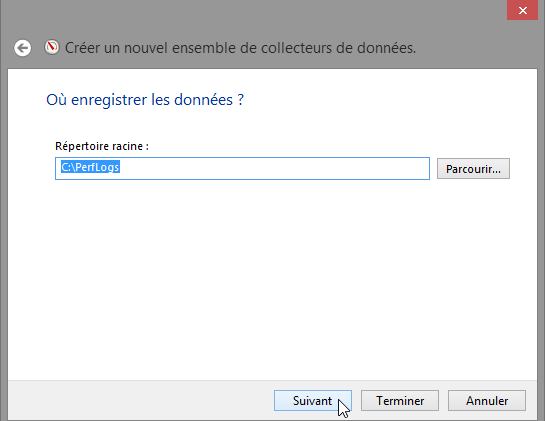 Créer un nouvel ensemble de collecteurs de données.
Où enregistrer les données ?
Répertoire racine :
C:\PerfLogs
Parcourir...
Suivant
Terminer
Annuler